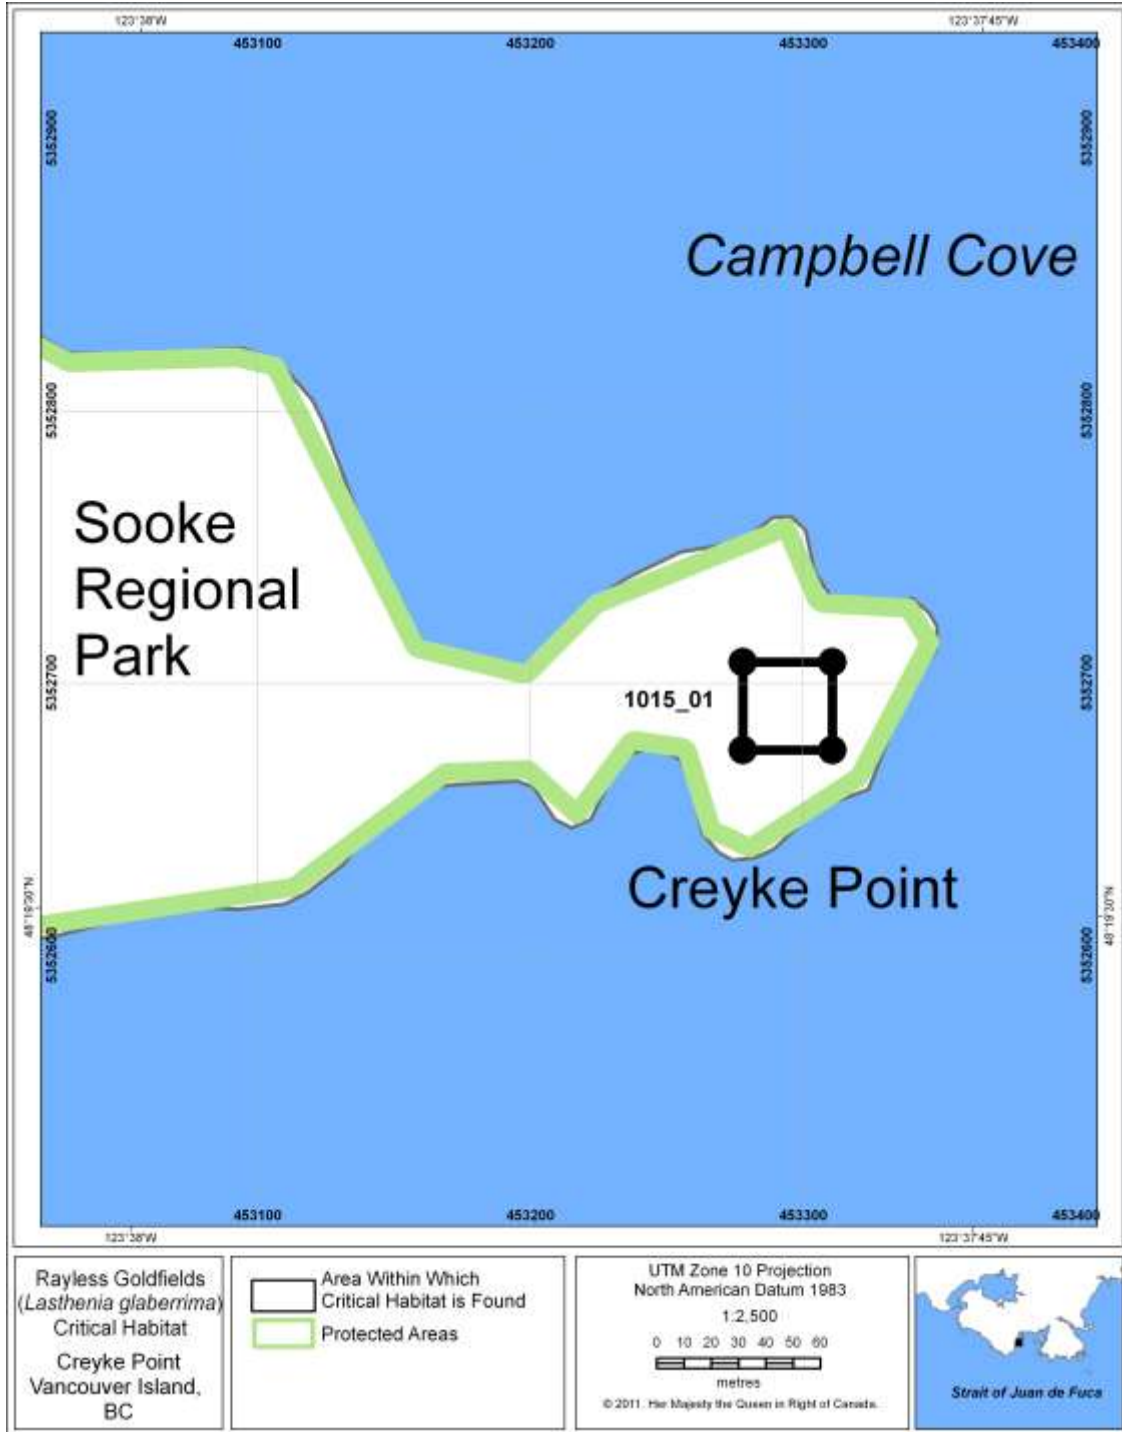 123°38'W
123°37'45"W
453100
453200
453300
453400
5352900
5352900
Campbell Cove
5352800
5352800
Sooke
Regional
Park
5352700
5352700
1015_01
Creyke Point
48°19'30"N
48°19'30"N
5352600
5352600
453100
453200
453300
453400
123°38'W
123°37'45"W
Rayless Goldfields
(Lasthenia glaberrima)
Critical Habitat
Creyke Point
Vancouver Island,
BC
Area Within Which
Critical Habitat is Found
Protected Areas
UTM Zone 10 Projection
North American Datum 1983
1:2,500
0 10 20 30 40 50 60
metres
© 2011. Her Majesty the Queen in Right of Canada.
Strait of Juan de Fuca